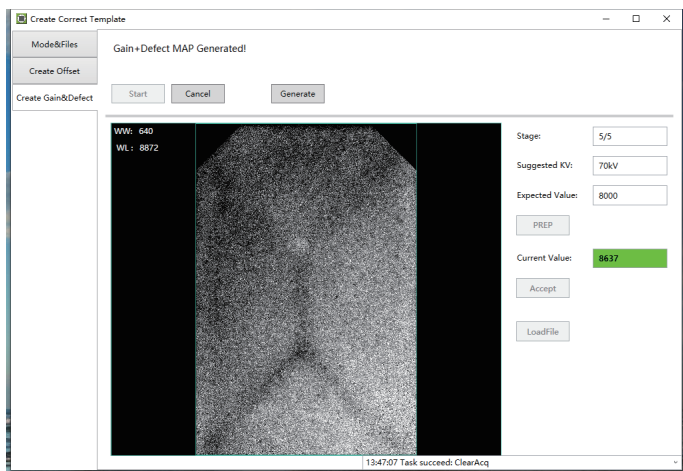 Create Correct Template
Mode&Files
Create Offset
Create Gain&Defect
Gain+Defect MAP Generated!
Start Cancel Generate
WW: 640
WL: 8872
Stage: 5/5
Suggested KV: 70kV
Expected Value: 8000
PREP
Current Value: 8637
Accept
LoadFile
13:47:07 Task succeed: ClearAcq